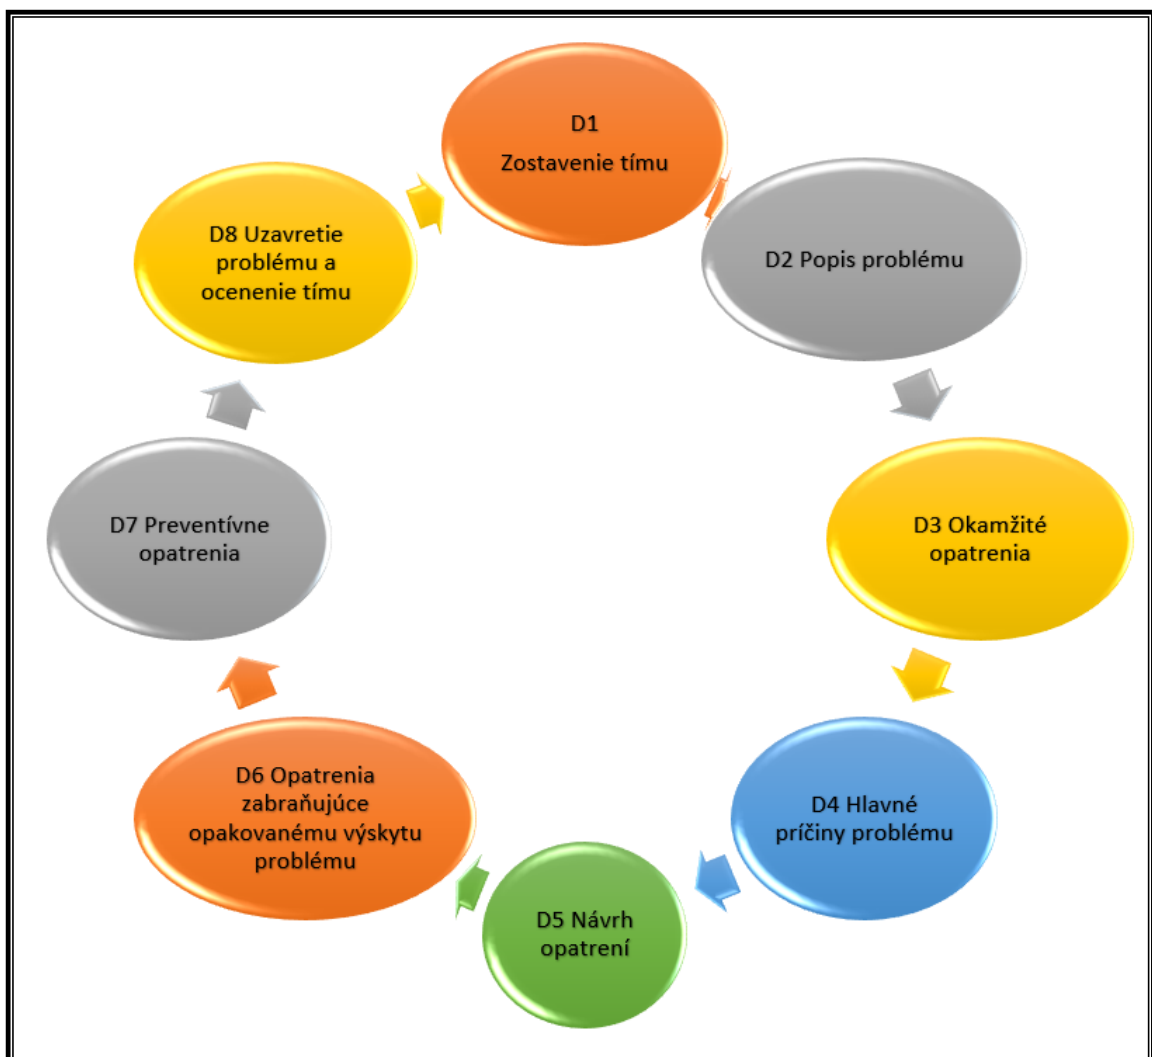 D1
Zostavenie tímu
D2 Popis problému
D3 Okamžité
opatrenia
D4 Hlavné
príčiny problému
D5 Návrh
opatrení
D6 Opatrenia
zabraňujúce
opakovanému výskytu
problému
D7 Preventívne
opatrenia
D8 Uzavretie
problému a
ocenenie tímu